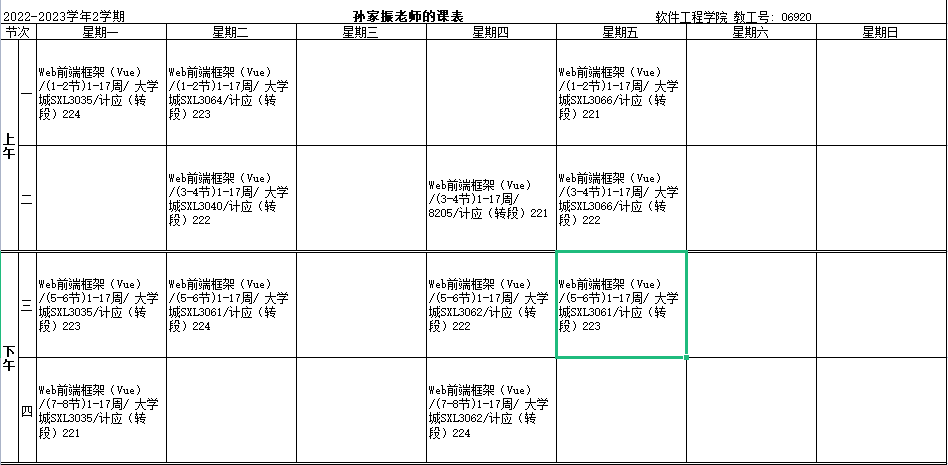 2022-2023学年2学期 孙家振老师的课表 软件工程学院 教工号: 06920
节次 星期一 星期二 星期三 星期四 星期五 星期六 星期日
上午
一
Web前端框架（Vue）
/(1-2节)1-17周/ 大学
城SXL3035/计应（转
段）224
Web前端框架（Vue）
/(1-2节)1-17周/ 大学
城SXL3064/计应（转
段）223
Web前端框架（Vue）
/(1-2节)1-17周/ 大学
城SXL3066/计应（转
段）221
二
Web前端框架（Vue）
/(3-4节)1-17周/ 大学
城SXL3040/计应（转
段）222
Web前端框架（Vue）
/(3-4节)1-17周/
8205/计应（转段）221
Web前端框架（Vue）
/(3-4节)1-17周/ 大学
城SXL3066/计应（转
段）222
下午
三
Web前端框架（Vue）
/(5-6节)1-17周/ 大学
城SXL3035/计应（转
段）223
Web前端框架（Vue）
/(5-6节)1-17周/ 大学
城SXL3061/计应（转
段）224
Web前端框架（Vue）
/(5-6节)1-17周/ 大学
城SXL3062/计应（转
段）222
Web前端框架（Vue）
/(5-6节)1-17周/ 大学
城SXL3061/计应（转
段）223
四
Web前端框架（Vue）
/(7-8节)1-17周/ 大学
城SXL3035/计应（转
段）221
Web前端框架（Vue）
/(7-8节)1-17周/ 大学
城SXL3062/计应（转
段）224